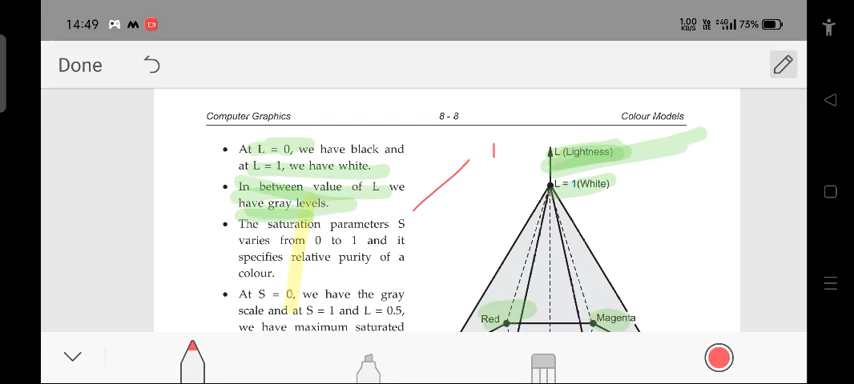 14:49
1.00 KB/S 4G 73%
Done
Computer Graphics 8 - 8 Colour Models
• At L = 0, we have black and
at L = 1, we have white.
• In between value of L we
have gray levels.
• The saturation parameters S
varies from 0 to 1 and it
specifies relative purity of a
colour.
• At S = 0, we have the gray
scale and at S = 1 and L = 0.5,
we have maximum saturated
L (Lightness)
L = 1(White)
Red
Magenta